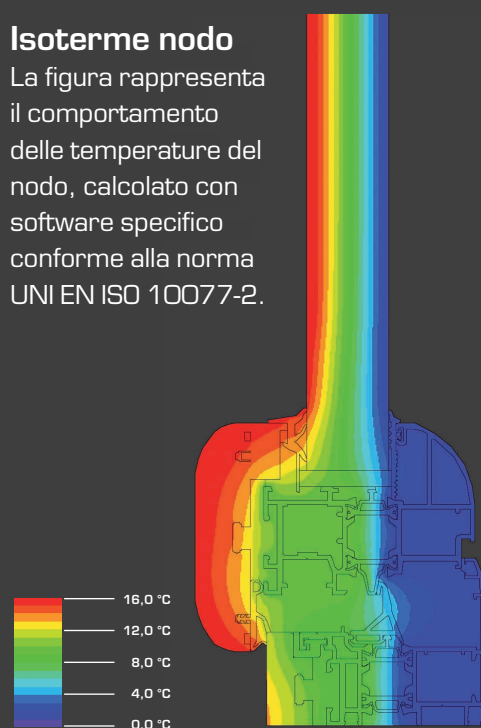 Isoterme nodo
La figura rappresenta
il comportamento
delle temperature del
nodo, calcolato con
software specifico
conforme alla norma
UNI EN ISO 10077-2.
16,0 °C
12,0 °C
8,0 °C
4,0 °C
0,0 °C